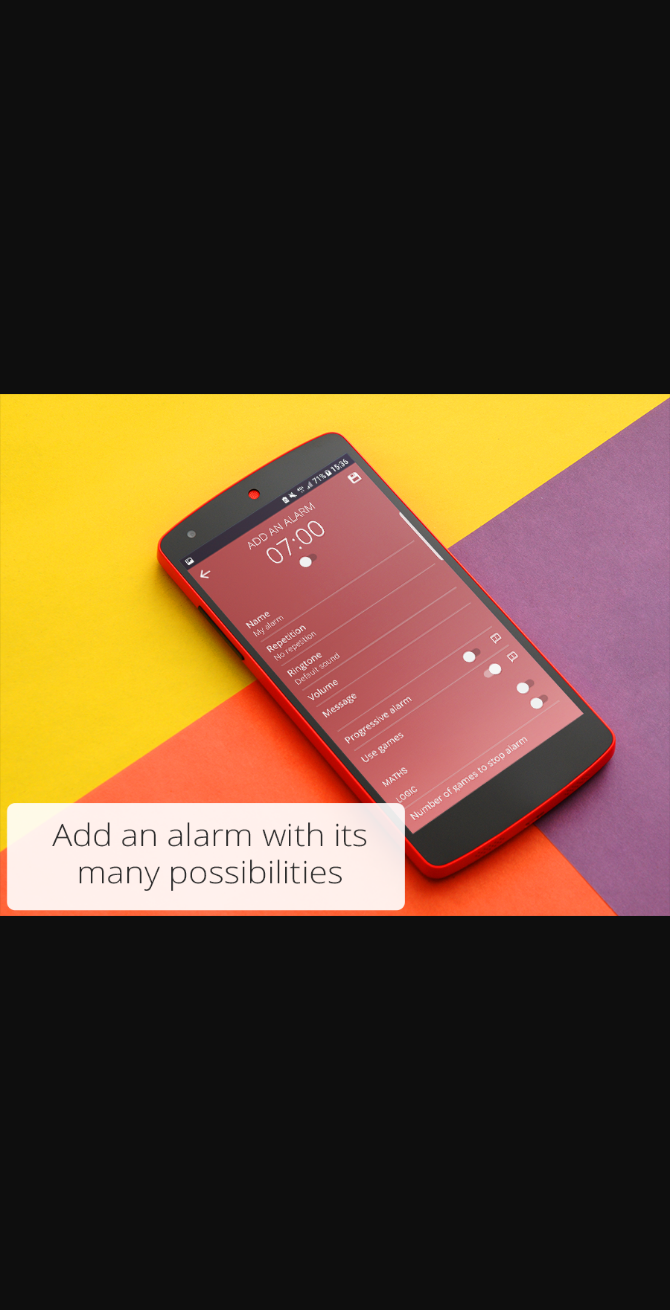 71% 15:36
ADD AN ALARM
07:00
Name
My alarm
Repetition
No repetition
Ringtone
Default sound
Volume
Message
Progressive alarm
Use games
MATHS
LOGIC
Number of games to stop alarm
Add an alarm with its
many possibilities